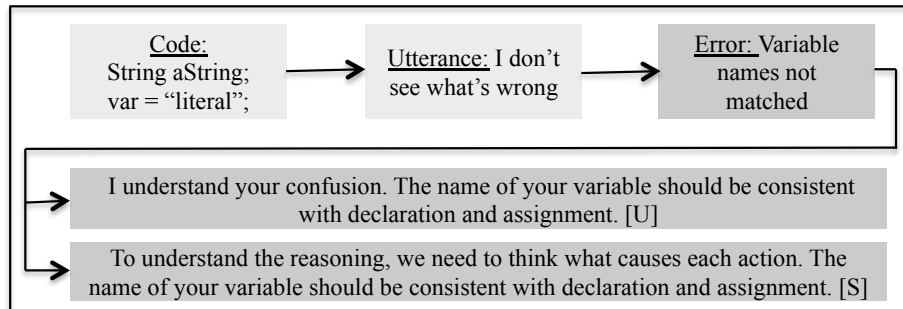 Code:
String aString;
var = “literal”;
Utterance: I don’t
see what’s wrong
Error: Variable
names not
matched
I understand your confusion. The name of your variable should be consistent
with declaration and assignment. [U]
To understand the reasoning, we need to think what causes each action. The
name of your variable should be consistent with declaration and assignment. [S]